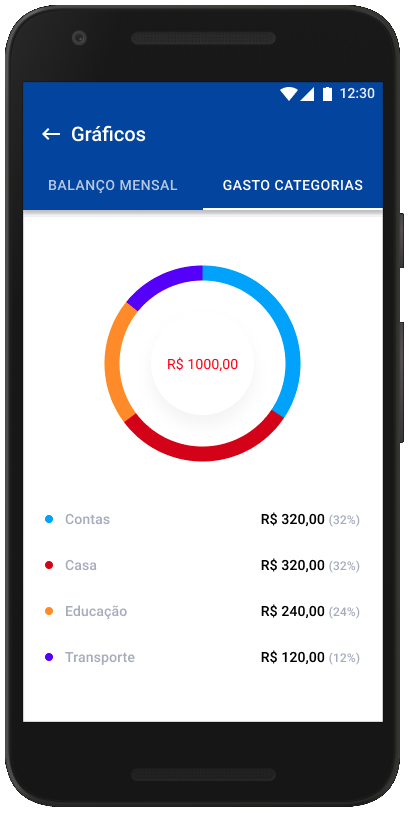 12:30
Gráficos
BALANÇO MENSAL GASTO CATEGORIAS
R$ 1000,00
Contas R$ 320,00 (32%)
Casa R$ 320,00 (32%)
Educação R$ 240,00 (24%)
Transporte R$ 120,00 (12%)